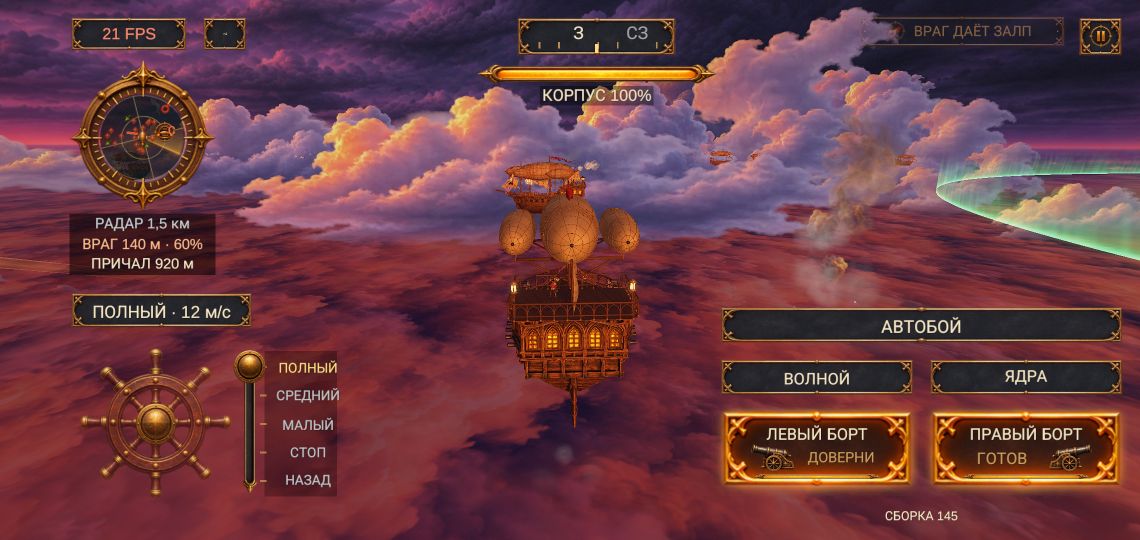 21 FPS
З СЗ
ВРАГ ДАЁТ ЗАЛП
КОРПУС 100%
РАДАР 1,5 км
ВРАГ 140 м · 60%
ПРИЧАЛ 920 м
ПОЛНЫЙ · 12 м/с
ПОЛНЫЙ
СРЕДНИЙ
МАЛЫЙ
СТОП
НАЗАД
АВТОБОЙ
ВОЛНОЙ
ЯДРА
ЛЕВЫЙ БОРТ
ДОВЕРНИ
ПРАВЫЙ БОРТ
ГОТОВ
СБОРКА 145